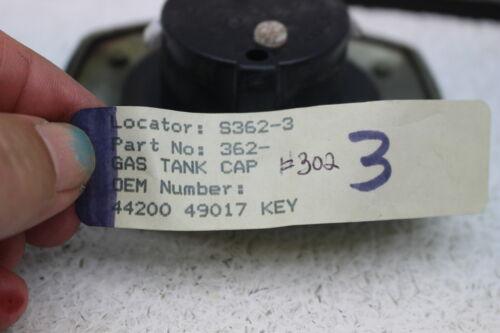 Locator: S362-3
Part No: 362-
GAS TANK CAP #302 3
OEM Number:
44200 49017 KEY